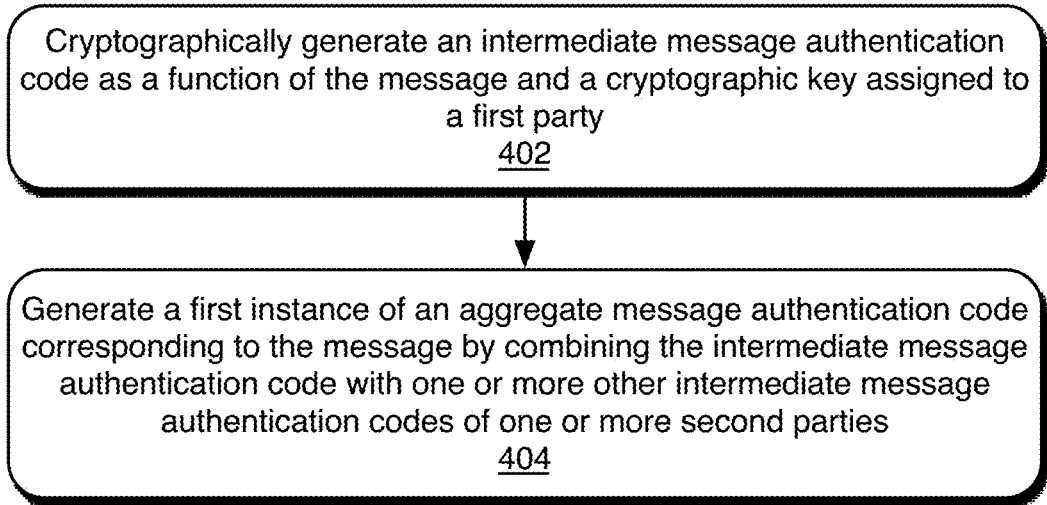 Cryptographically generate an intermediate message authentication
code as a function of the message and a cryptographic key assigned to
a first party
402
Generate a first instance of an aggregate message authentication code
corresponding to the message by combining the intermediate message
authentication code with one or more other intermediate message
authentication codes of one or more second parties
404